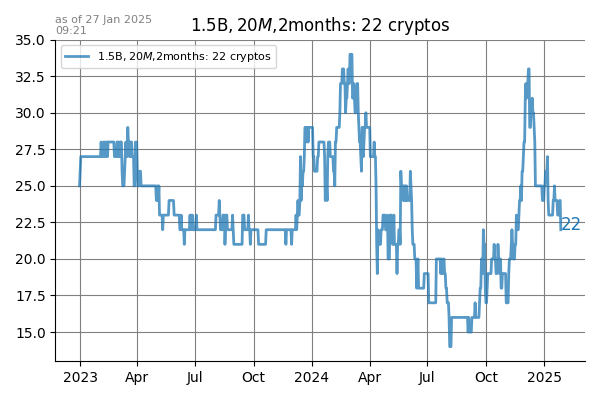 as of 27 Jan 2025
09:21
1.5B, 20M,2months: 22 cryptos
1.5B, 20M,2months: 22 cryptos
35.0
32.5
30.0
27.5
25.0
22.5
20.0
17.5
15.0
22
2023 Apr Jul Oct 2024 Apr Jul Oct 2025